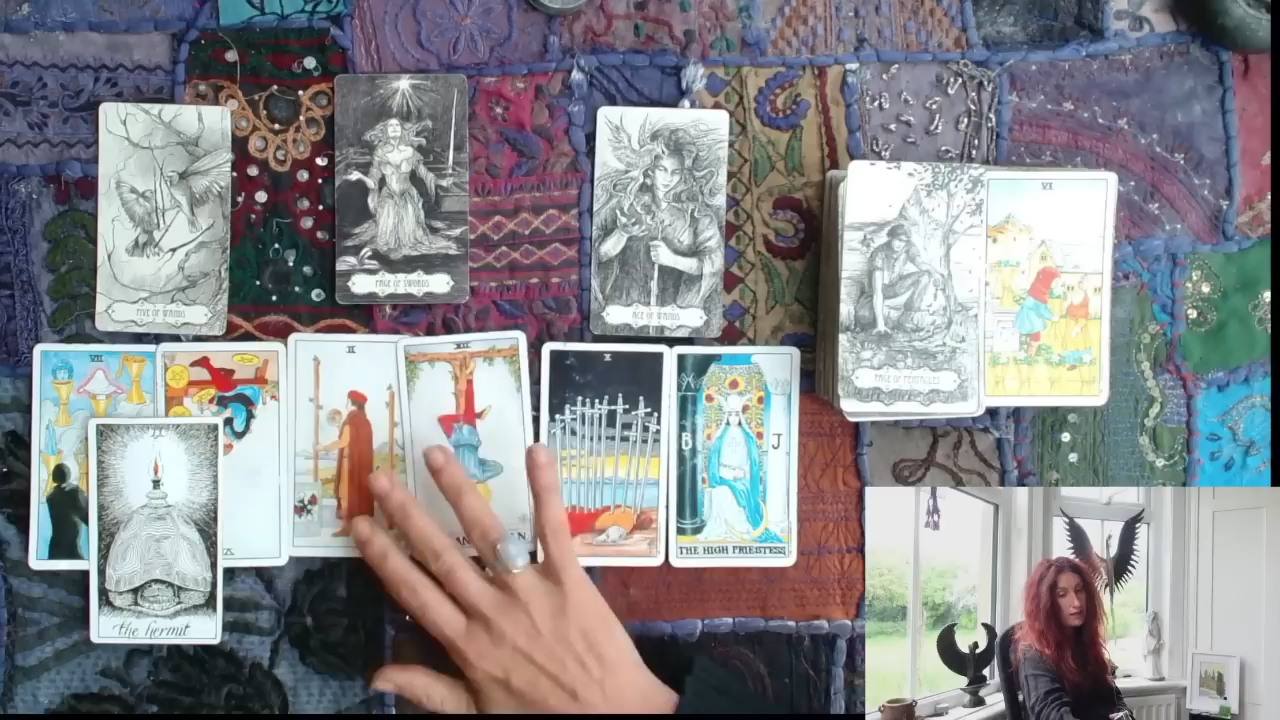 FIVE OF WANDS
PAGE OF SWORDS
ACE OF WANDS
PAGE OF PENTACLES
VI
VII
II
XII
X
B J
THE HIGH PRIESTESS
the hermit